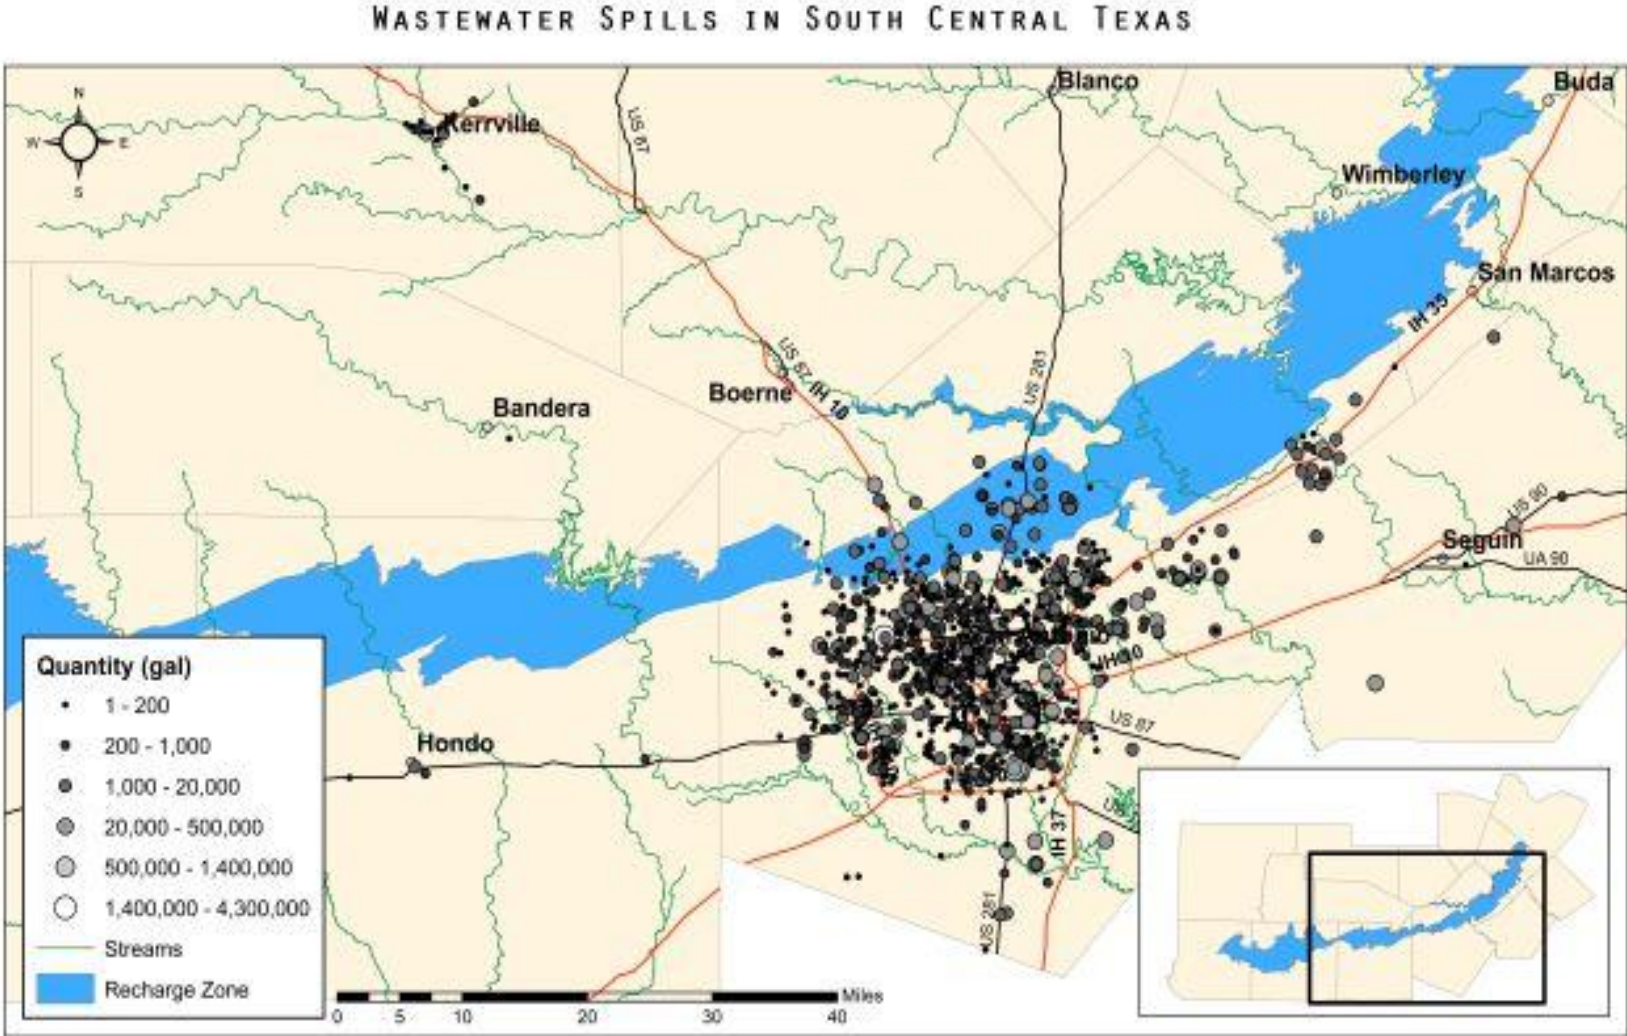 WASTEWATER SPILLS IN SOUTH CENTRAL TEXAS
N
W E
S
Kerrville
US 87
Blanco
Buda
Wimberley
San Marcos
IH 35
US 281
US 87 IH 10
Boerne
Bandera
US 90
Seguin
UA 90
IH 10
US 87
Hondo
IH 37
US 281
Quantity (gal)
1 - 200
200 - 1,000
1,000 - 20,000
20,000 - 500,000
500,000 - 1,400,000
1,400,000 - 4,300,000
Streams
Recharge Zone
Miles
0 5 10 20 30 40